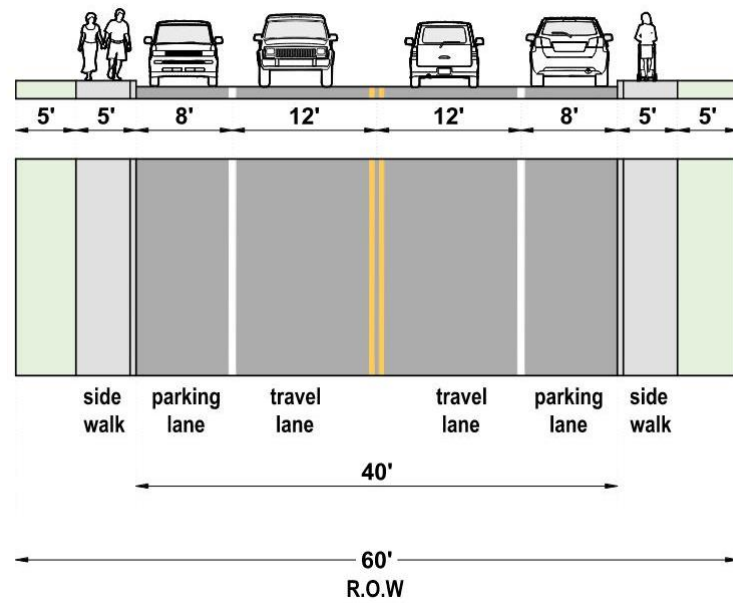 5' 5' 8' 12' 12' 8' 5' 5'
side parking travel travel parking side
walk lane lane lane lane walk
40'
60'
R.O.W